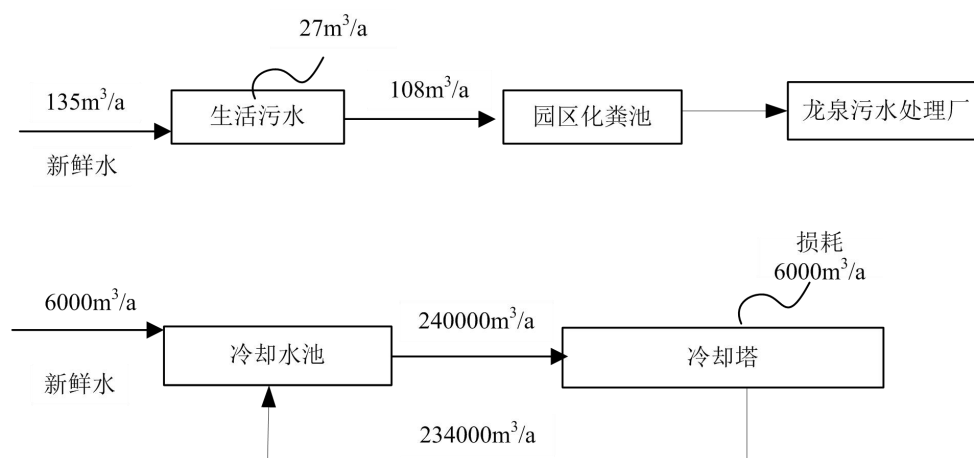 27m³/a
135m³/a
108m³/a
生活污水
园区化粪池
龙泉污水处理厂
新鲜水
损耗
6000m³/a
6000m³/a
240000m³/a
冷却水池
冷却塔
新鲜水
234000m³/a